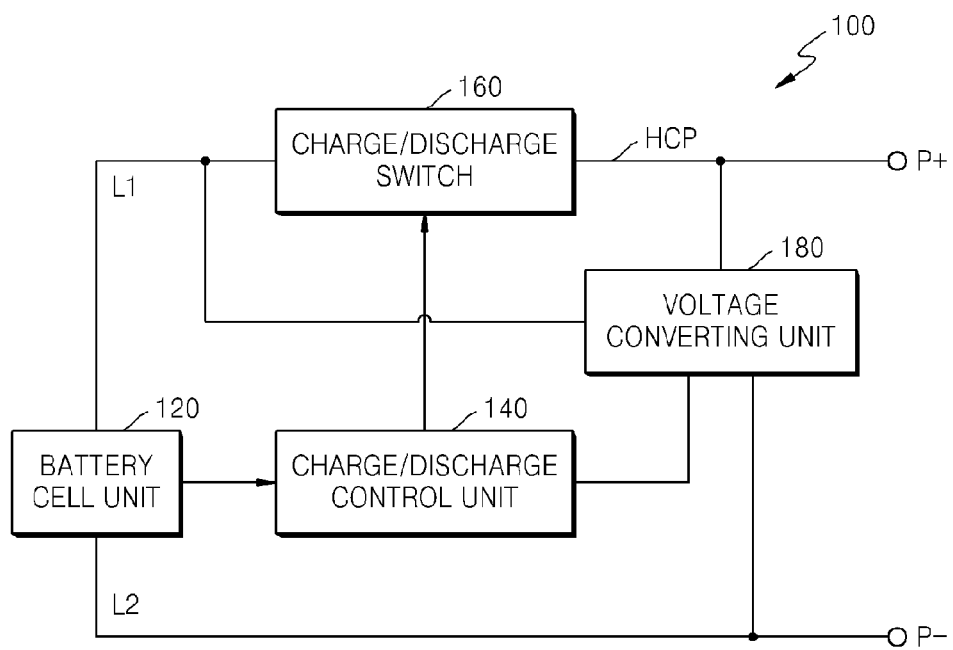 100
160
CHARGE/DISCHARGE
SWITCH
HCP
P+
L1
180
VOLTAGE
CONVERTING UNIT
120
140
BATTERY
CELL UNIT
CHARGE/DISCHARGE
CONTROL UNIT
L2
P−